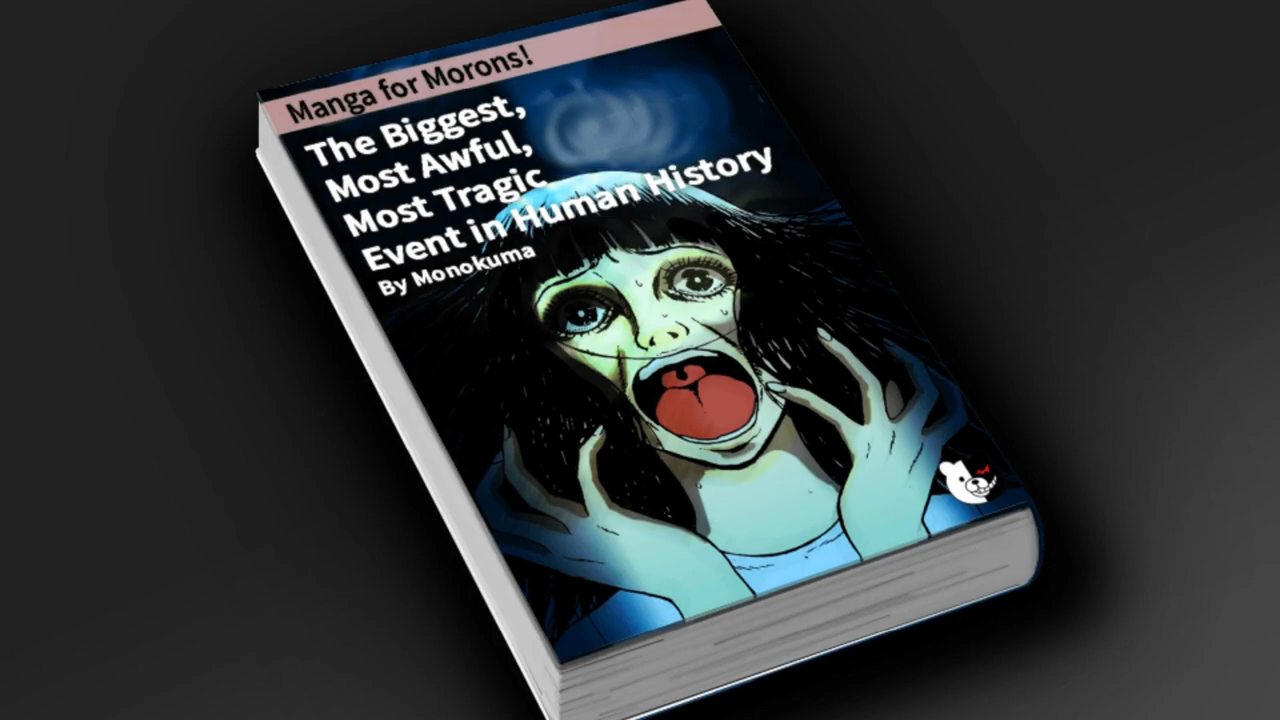 Manga for Morons!
The Biggest,
Most Awful,
Most Tragic
Event in Human History
By Monokuma